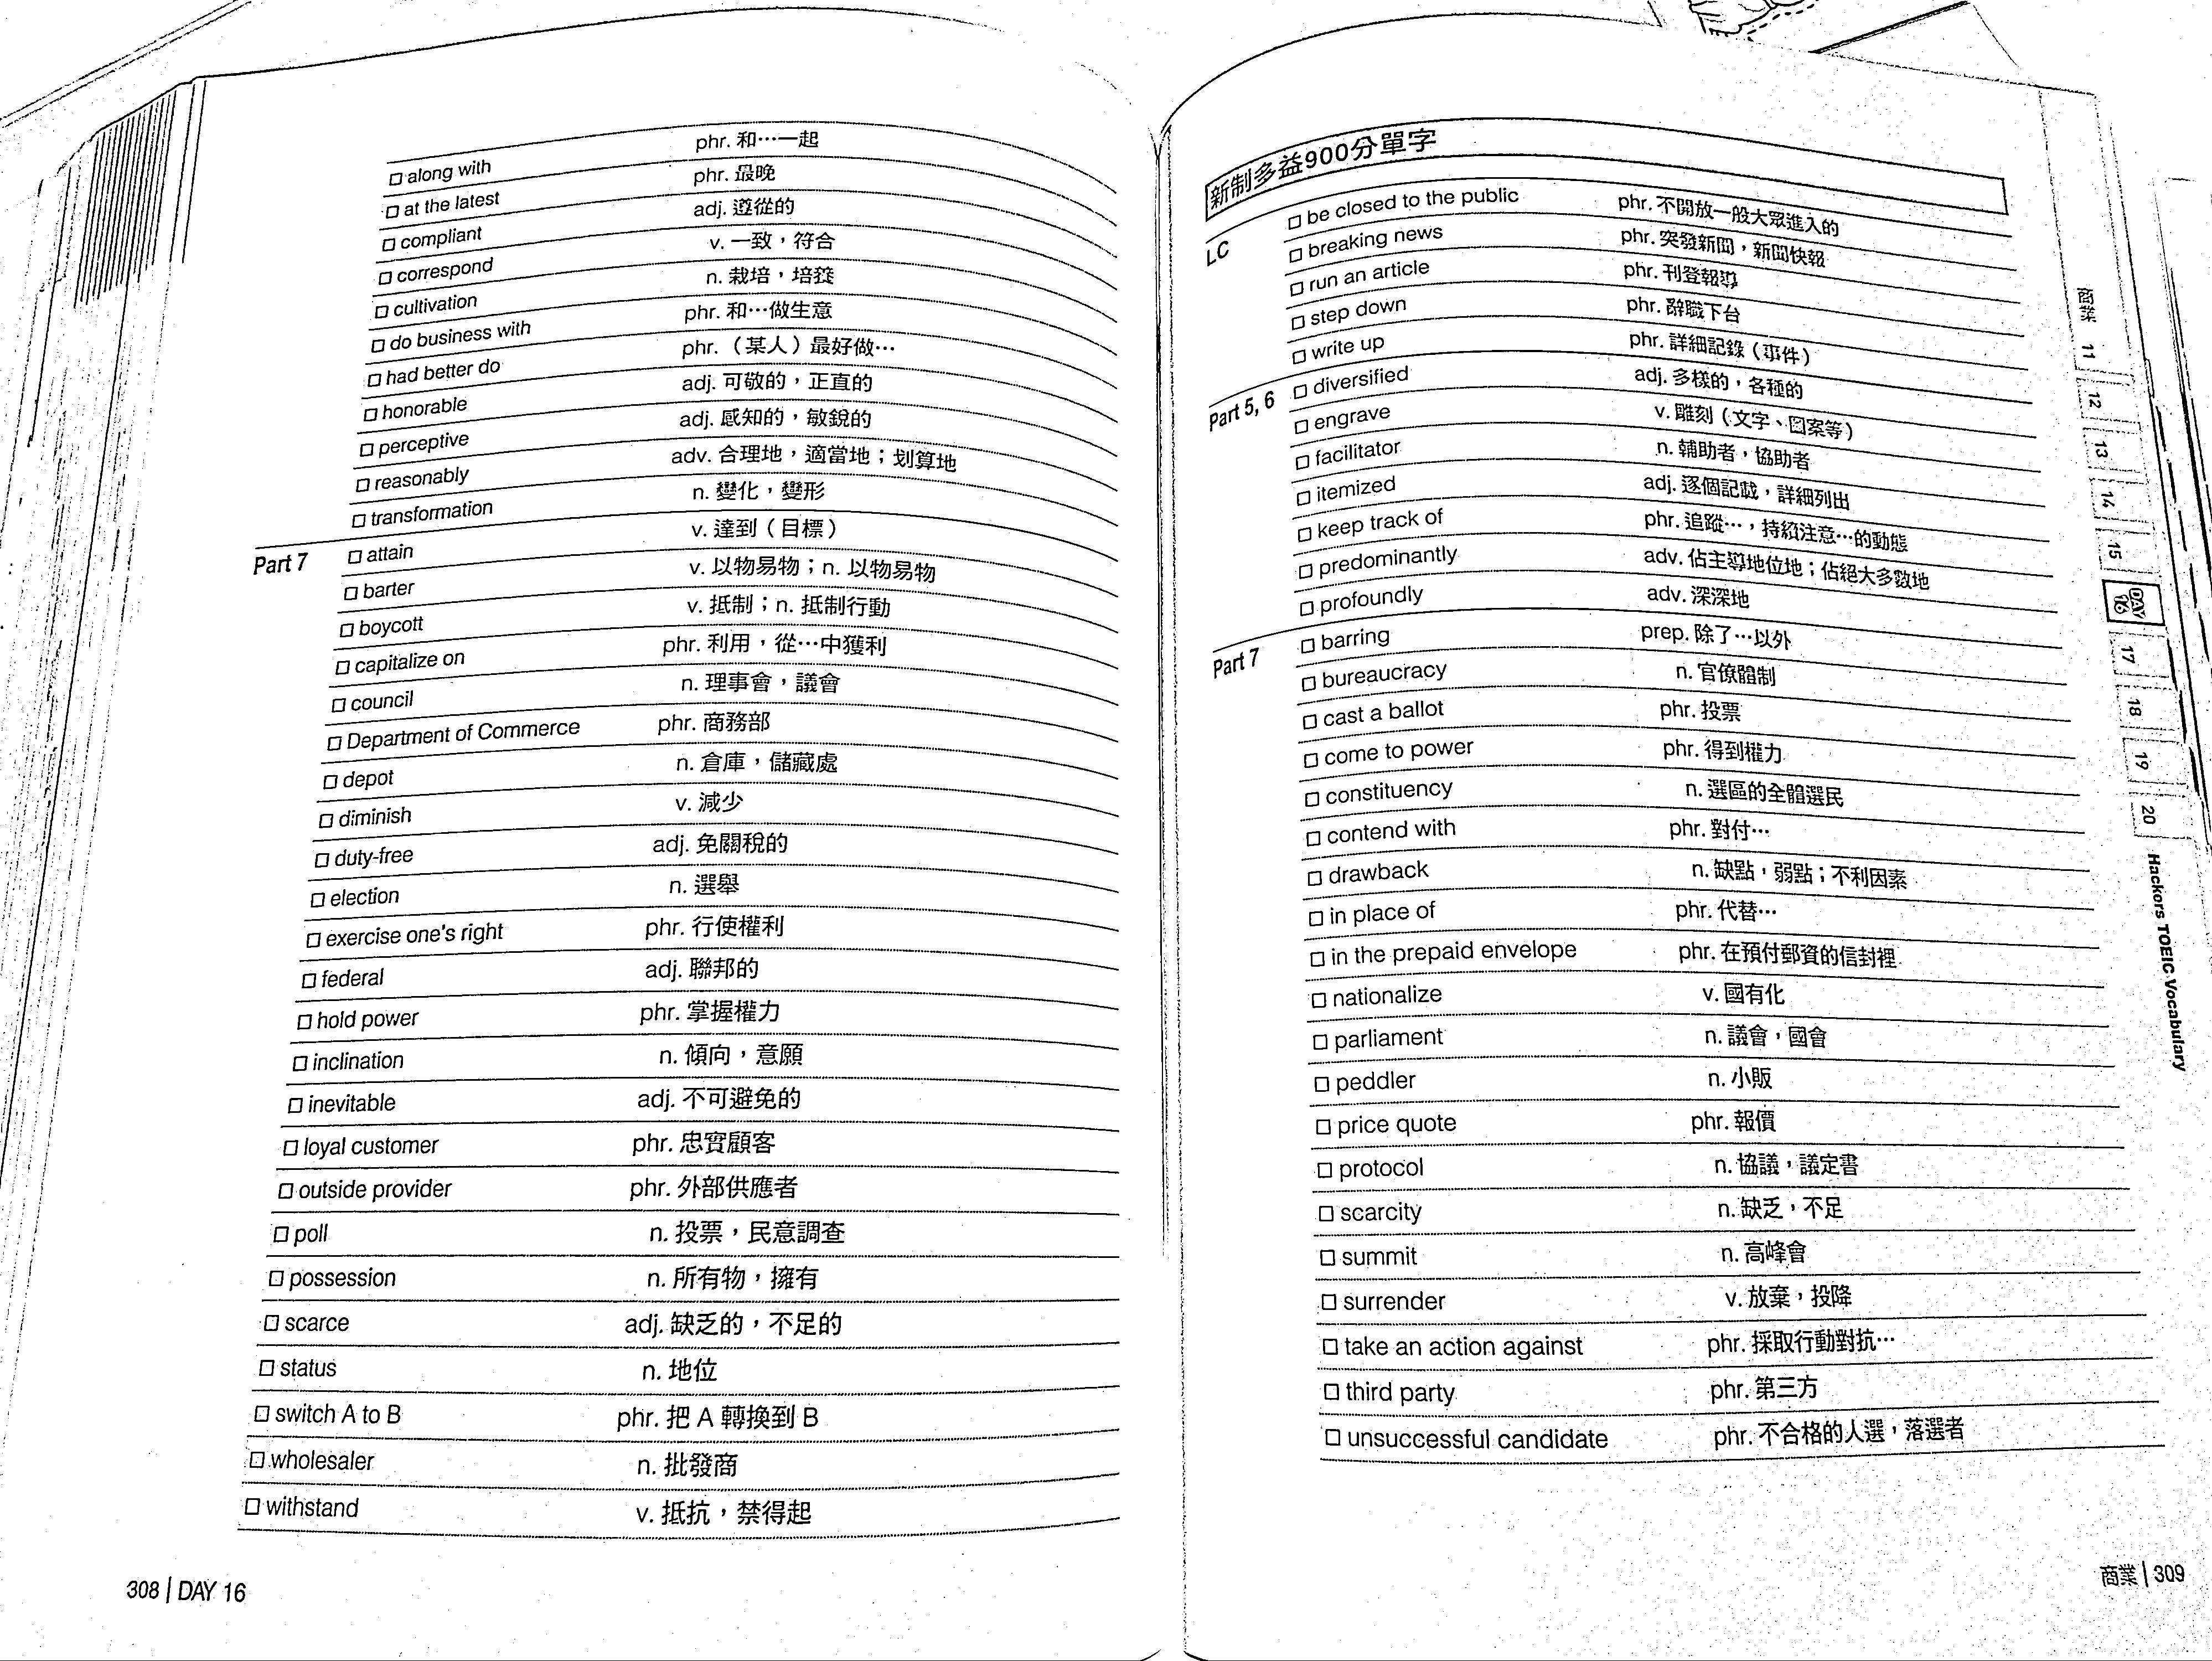 □ along with phr. 和…一起
□ at the latest phr. 最晚
□ compliant adj. 遵從的
□ correspond v. 一致，符合
□ cultivation n. 栽培，培養
□ do business with phr. 和…做生意
□ had better do phr.（某人）最好做…
□ honorable adj. 可敬的，正直的
□ perceptive adj. 感知的，敏銳的
□ reasonably adv. 合理地，適當地；划算地
□ transformation n. 變化，變形
Part 7 □ attain v. 達到（目標）
□ barter v. 以物易物；n. 以物易物
□ boycott v. 抵制；n. 抵制行動
□ capitalize on phr. 利用，從…中獲利
□ council n. 理事會，議會
□ Department of Commerce phr. 商務部
□ depot n. 倉庫，儲藏處
□ diminish v. 減少
□ duty-free adj. 免關稅的
□ election n. 選舉
□ exercise one's right phr. 行使權利
□ federal adj. 聯邦的
□ hold power phr. 掌握權力
□ inclination n. 傾向，意願
□ inevitable adj. 不可避免的
□ loyal customer phr. 忠實顧客
□ outside provider phr. 外部供應者
□ poll n. 投票，民意調查
□ possession n. 所有物，擁有
□ scarce adj. 缺乏的，不足的
□ status n. 地位
□ switch A to B phr. 把 A 轉換到 B
□ wholesaler n. 批發商
□ withstand v. 抵抗，禁得起
308 | DAY 16
新制多益900分單字
LC □ be closed to the public phr. 不開放一般大眾進入的
□ breaking news phr. 突發新聞，新聞快報
□ run an article phr. 刊登報導
□ step down phr. 辭職下台
□ write up phr. 詳細記錄（事件）
Part 5, 6 □ diversified adj. 多樣的，各種的
□ engrave v. 雕刻（文字、圖案等）
□ facilitator n. 輔助者，協助者
□ itemized adj. 逐個記載，詳細列出
□ keep track of phr. 追蹤…，持續注意…的動態
□ predominantly adv. 佔主導地位地；佔絕大多數地
□ profoundly adv. 深深地
Part 7 □ barring prep. 除了…以外
□ bureaucracy n. 官僚體制
□ cast a ballot phr. 投票
□ come to power phr. 得到權力
□ constituency n. 選區的全體選民
□ contend with phr. 對付…
□ drawback n. 缺點，弱點；不利因素
□ in place of phr. 代替…
□ in the prepaid envelope phr. 在預付郵資的信封裡
□ nationalize v. 國有化
□ parliament n. 議會，國會
□ peddler n. 小販
□ price quote phr. 報價
□ protocol n. 協議，議定書
□ scarcity n. 缺乏，不足
□ summit n. 高峰會
□ surrender v. 放棄，投降
□ take an action against phr. 採取行動對抗…
□ third party phr. 第三方
□ unsuccessful candidate phr. 不合格的人選，落選者
商業 | 309
商業
11
12
13
14
15
DAY 16
17
18
19
20
Hackers TOEIC Vocabulary